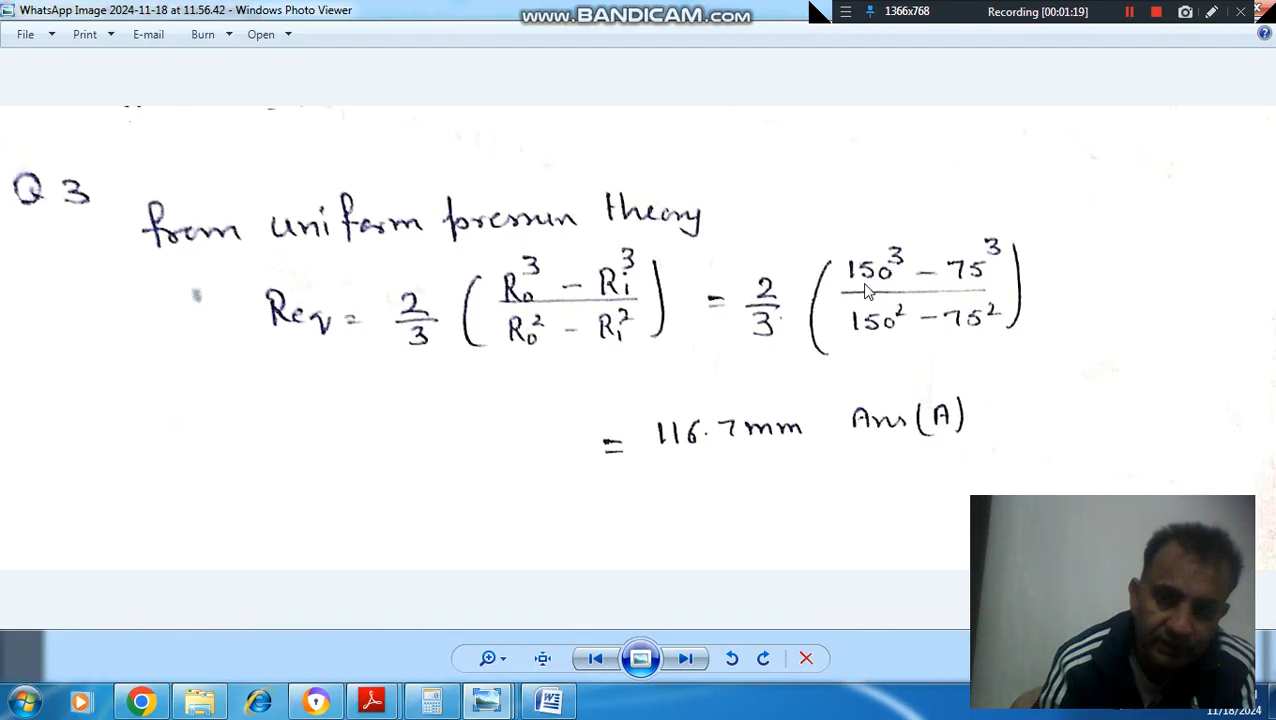 WhatsApp Image 2024-11-18 at 11.56.42 - Windows Photo Viewer
www.BANDICAM.com
1366x768
Recording [00:01:19]
File Print E-mail Burn Open
Q 3
from uniform pressun theory
Req = 2/3 ( Ro³ - Ri³ / Ro² - Ri² ) = 2/3 ( 150³ - 75³ / 150² - 75² )
= 116.7 mm Ans (A)
11/18/2024